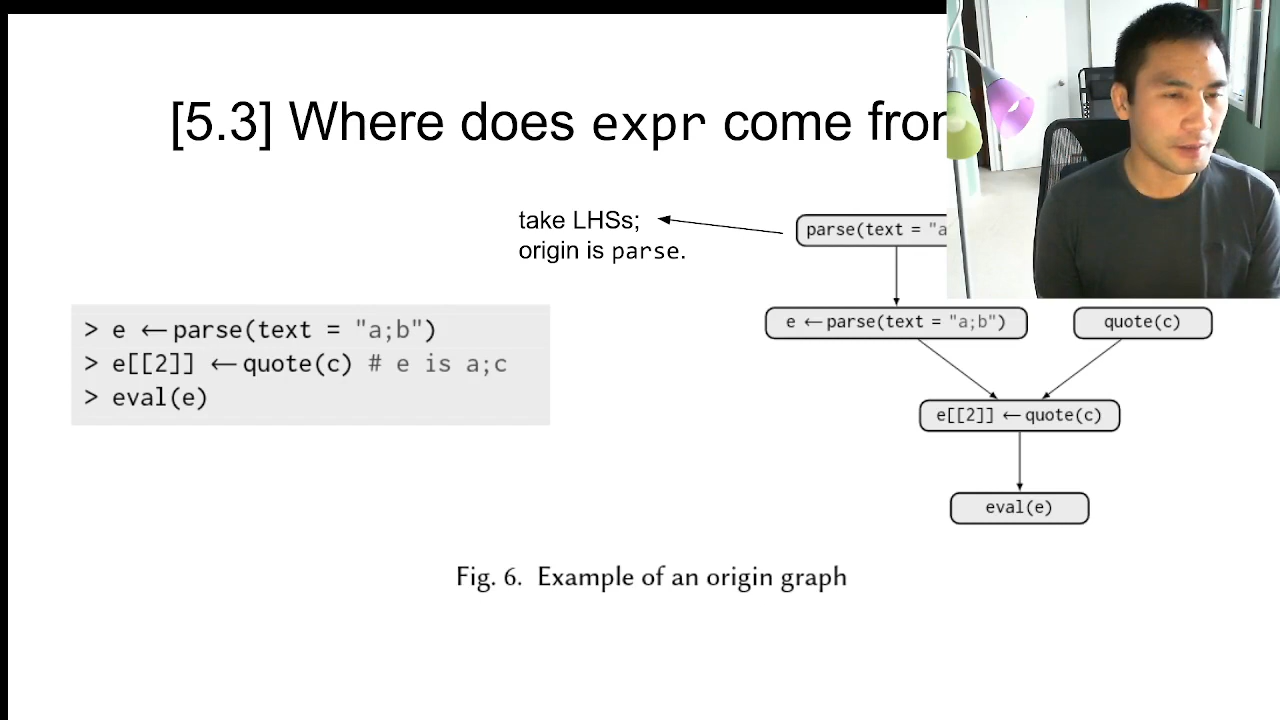 [5.3] Where does expr come from
take LHSs;
origin is parse.
parse(text = "a
> e ←parse(text = "a;b")
> e[[2]] ←quote(c) # e is a;c
> eval(e)
e ←parse(text = "a;b")
quote(c)
e[[2]] ←quote(c)
eval(e)
Fig. 6. Example of an origin graph